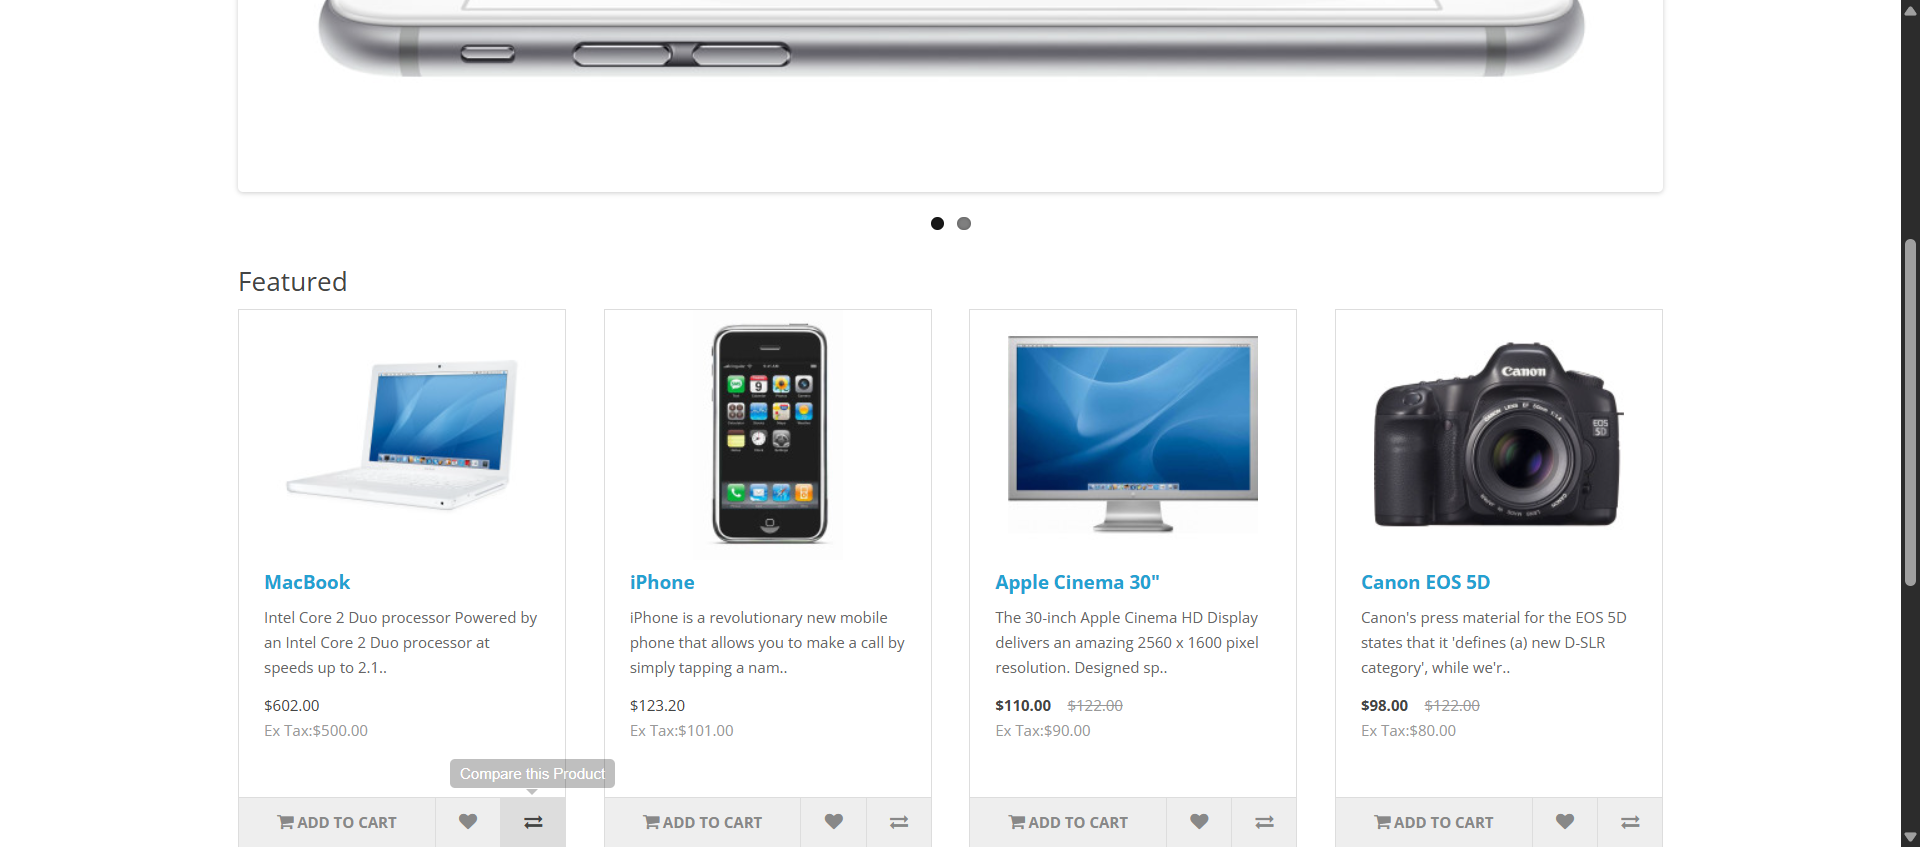 Featured
Canon
EOS
5D
MacBook
Intel Core 2 Duo processor Powered by
an Intel Core 2 Duo processor at
speeds up to 2.1..
$602.00
Ex Tax:$500.00
Compare this Product
ADD TO CART
iPhone
iPhone is a revolutionary new mobile
phone that allows you to make a call by
simply tapping a nam..
$123.20
Ex Tax:$101.00
ADD TO CART
Apple Cinema 30"
The 30-inch Apple Cinema HD Display
delivers an amazing 2560 x 1600 pixel
resolution. Designed sp..
$110.00 $122.00
Ex Tax:$90.00
ADD TO CART
Canon EOS 5D
Canon's press material for the EOS 5D
states that it 'defines (a) new D-SLR
category', while we'r..
$98.00 $122.00
Ex Tax:$80.00
ADD TO CART